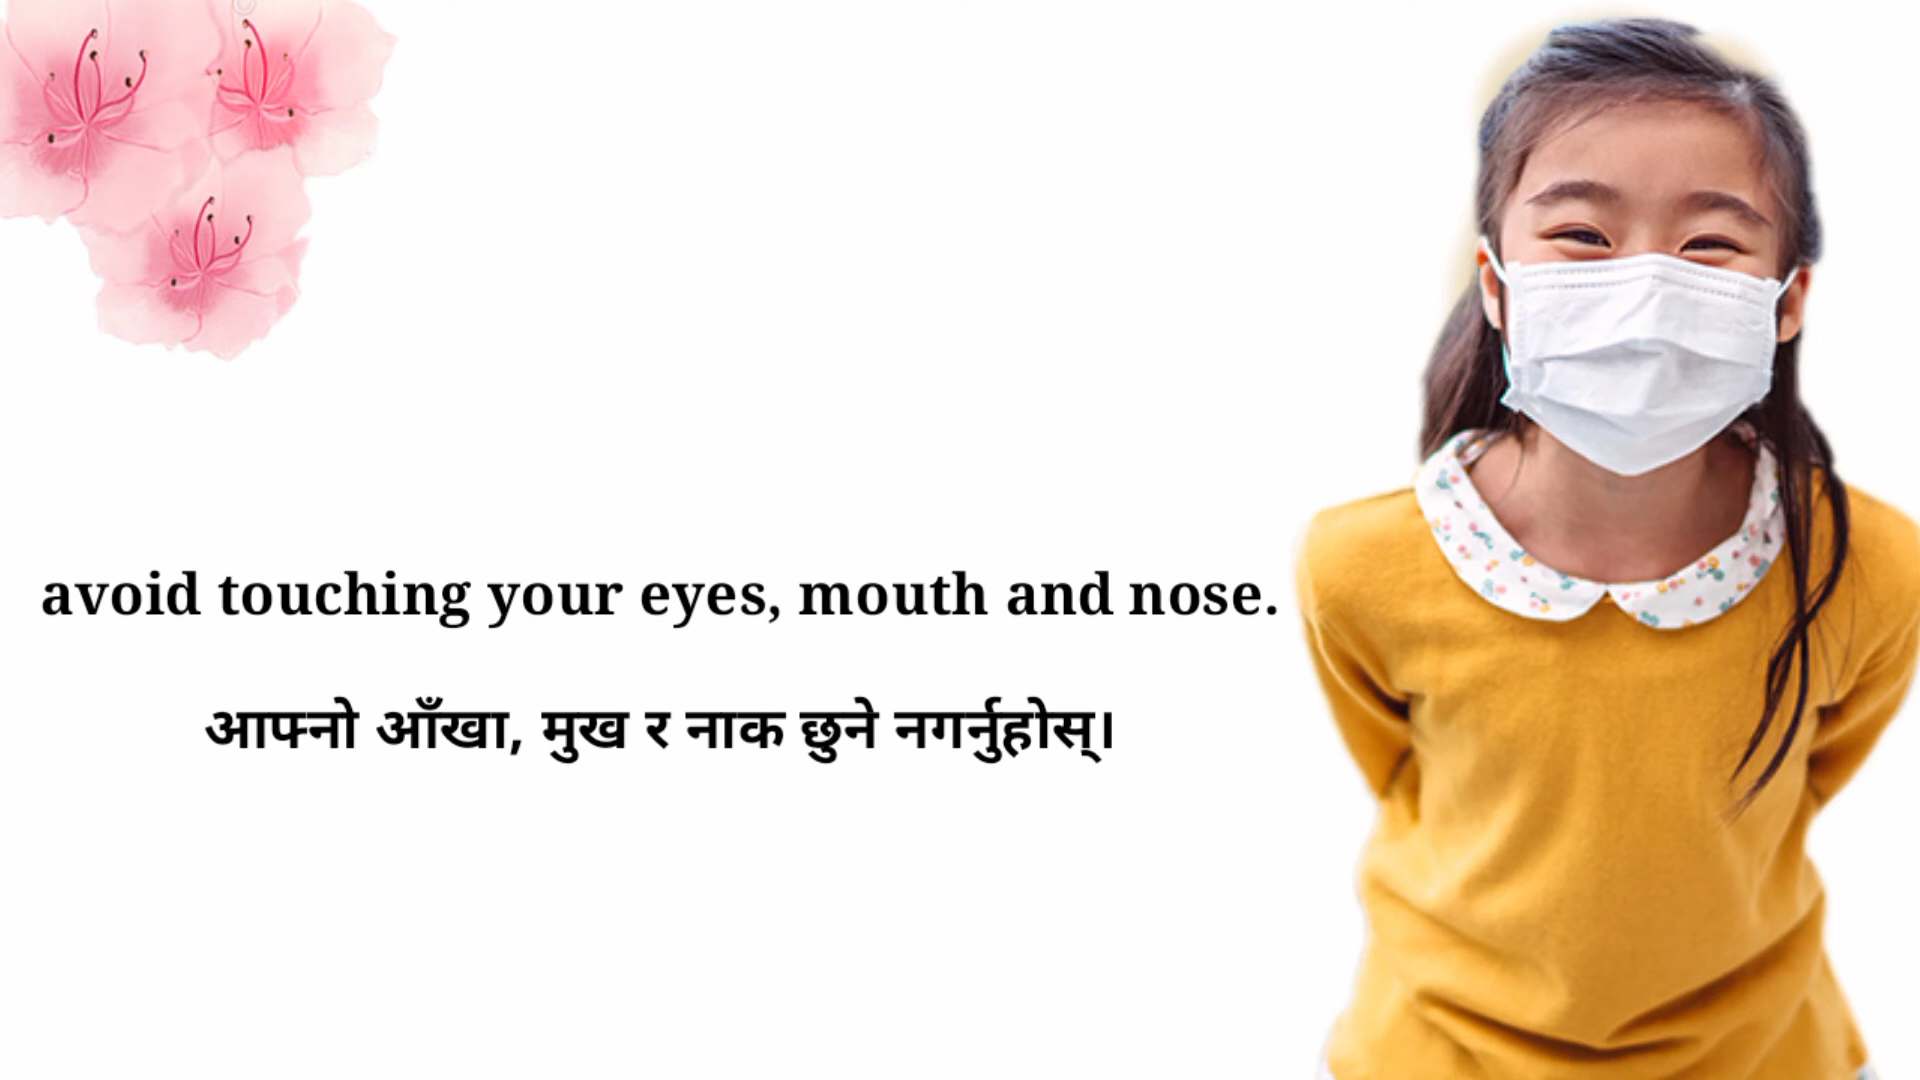 avoid touching your eyes, mouth and nose.
आफ्नो आँखा, मुख र नाक छुने नगर्नुहोस्।